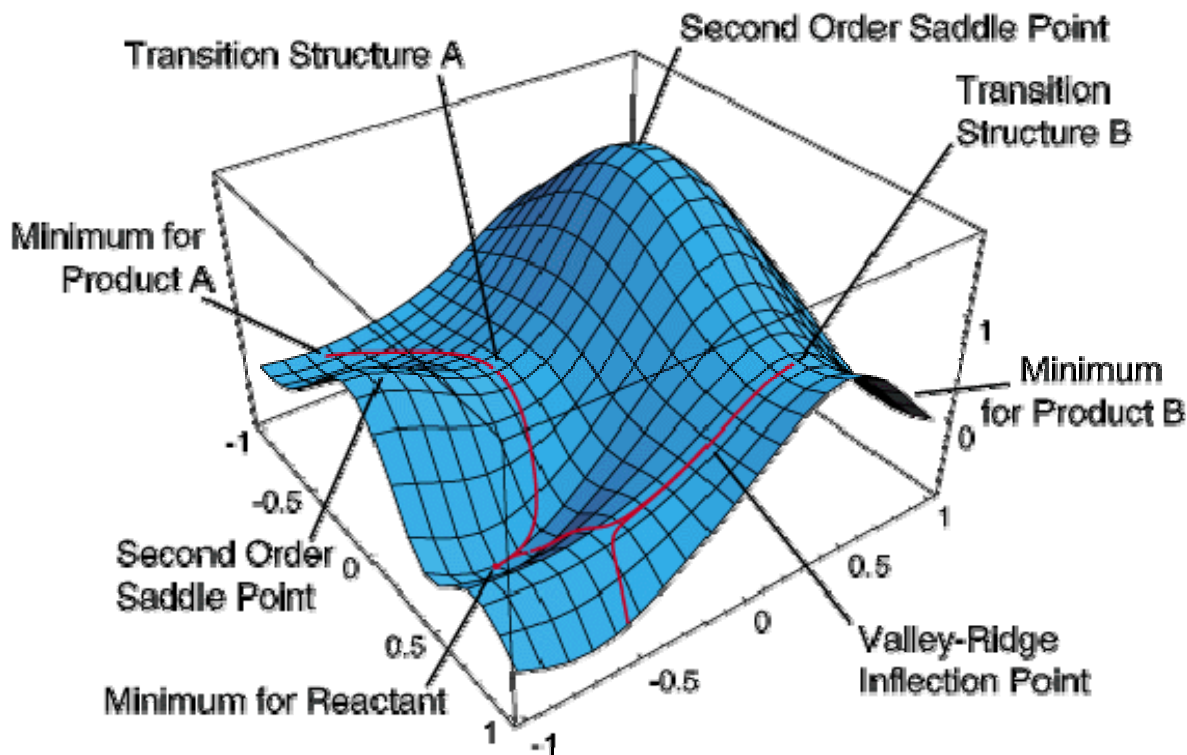 Second Order Saddle Point
Transition Structure A
Transition
Structure B
Minimum for
Product A
1
Minimum
for Product B
0
-1
1
-0.5
0.5
Second Order
Saddle Point
0
0
0.5
Valley-Ridge
Inflection Point
-0.5
Minimum for Reactant
1
-1